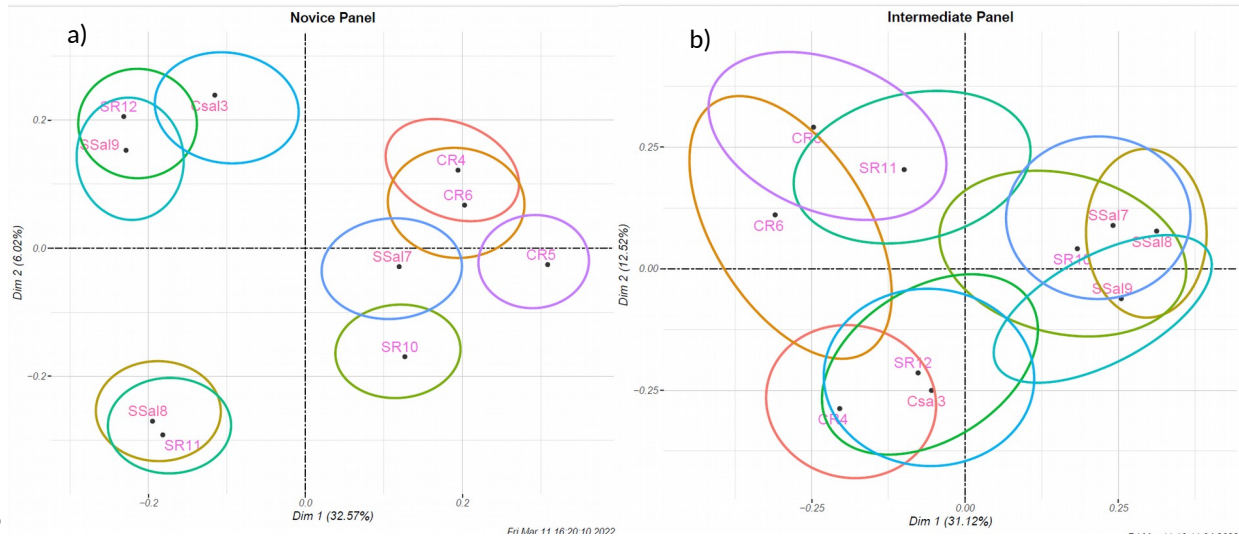 Novice Panel
a)
SR12
Csal3
SSal9
CR4
CR6
SSal7
CR5
SR10
SSal8
SR11
0.2
0.0
-0.2
Dim 2 (6.02%)
-0.2
0.0
0.2
Dim 1 (32.57%)
Fri Mar 11 16:20:10 2022
Intermediate Panel
b)
SR11
CR6
SSal7
SSal8
SR10
SSal9
SR12
Csal3
CR4
0.25
0.00
-0.25
Dim 2 (12.52%)
-0.25
0.00
0.25
Dim 1 (31.12%)